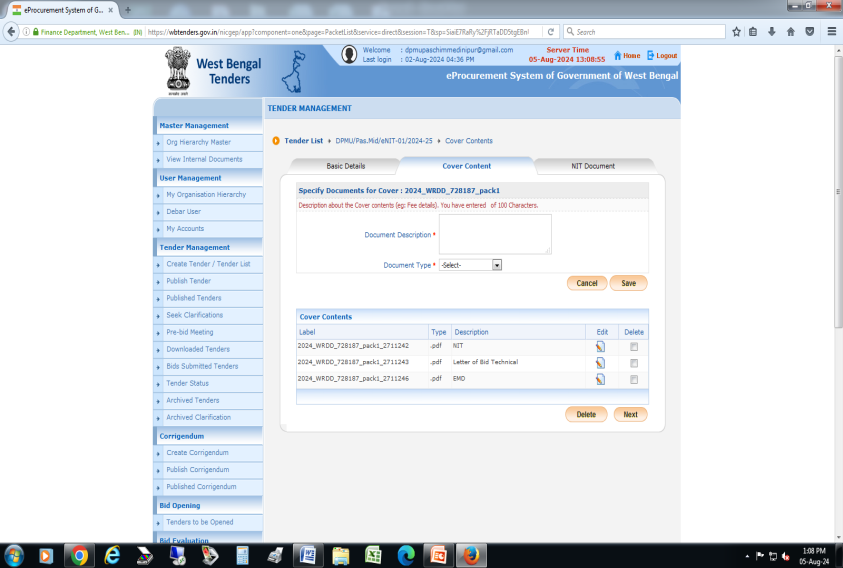 eProcurement System of G...
Finance Department, West Ben... (IN)
https://wbtenders.gov.in/nicgep/app?component=
Search
West Bengal
Tenders
Welcome : dpmupaschimmedinipur@gmail.com
Last login : 02-Aug-2024 04:36 PM
Server Time
05-Aug-2024 13:08:55
Home
Logout
eProcurement System of Government of West Bengal
TENDER MANAGEMENT
Master Management
Org Hierarchy Master
View Internal Documents
User Management
My Organisation Hierarchy
Debar User
My Accounts
Tender Management
Create Tender / Tender List
Publish Tender
Published Tenders
Seek Clarifications
Pre-bid Meeting
Downloaded Tenders
Bids Submitted Tenders
Tender Status
Archived Tenders
Archived Clarification
Corrigendum
Create Corrigendum
Publish Corrigendum
Published Corrigendum
Bid Opening
Tenders to be Opened
Bid Evaluation
Tender List DPMU/Pas.Mid/eNIT-01/2024-25 Cover Contents
Basic Details Cover Content NIT Document
Specify Documents for Cover : 2024_WRDD_728187_pack1
Description about the Cover contents (eg: Fee details). You have entered of 100 Characters.
Document Description *
Document Type * -Select-
Cancel Save
Cover Contents
Label Type Description Edit Delete
2024_WRDD_728187_pack1_2711242 .pdf NIT
2024_WRDD_728187_pack1_2711243 .pdf Letter of Bid Technical
2024_WRDD_728187_pack1_2711246 .pdf EMD
Delete Next
1:08 PM
05-Aug-24